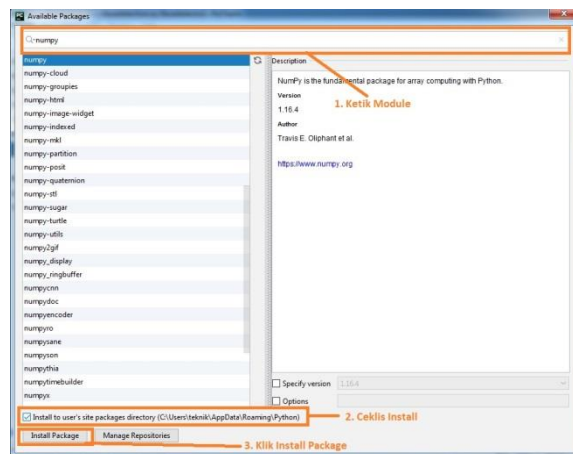 Available Packages
numpy
numpy
numpy-cloud
numpy-groupies
numpy-html
numpy-image-widget
numpy-indexed
numpy-mkl
numpy-partition
numpy-posit
numpy-quaternion
numpy-stl
numpy-sugar
numpy-turtle
numpy-utils
numpy2gif
numpy_display
numpy_ringbuffer
numpycnn
numpydoc
numpyencoder
numpyro
numpysane
numpyson
numpythia
numpytimebuilder
numpyx
Description
NumPy is the fundamental package for array computing with Python.
Version
1.16.4
Author
Travis E. Oliphant et al.
https://www.numpy.org
1. Ketik Module
Specify version 1.16.4
Options
Install to user's site packages directory (C:\Users\teknik\AppData\Roaming\Python)
2. Ceklis Install
Install Package Manage Repositories
3. Klik Install Package